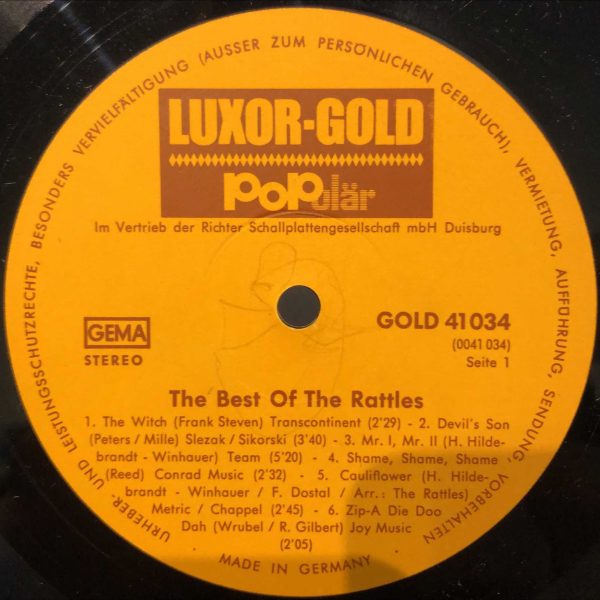 URHEBER- UND LEISTUNGSSCHUTZRECHTE, BESONDERS VERVIELFÄLTIGUNG (AUSSER ZUM PERSÖNLICHEN GEBRAUCH), VERMIETUNG, AUFFÜHRUNG, SENDUNG, VORBEHALTEN
LUXOR-GOLD
POPulär
Im Vertrieb der Richter Schallplattengesellschaft mbH Duisburg
GEMA
STEREO
GOLD 41 034
(0041 034)
Seite 1
The Best Of The Rattles
1. The Witch (Frank Steven) Transcontinent (2'29) - 2. Devil's Son
(Peters / Mille) Slezak / Sikorski (3'40) - 3. Mr. I, Mr. II (H. Hilde-
brandt - Winhauer) Team (5'20) - 4. Shame, Shame, Shame
(Reed) Conrad Music (2'32) - 5. Cauliflower (H. Hilde-
brandt - Winhauer / F. Dostal / Arr.: The Rattles)
Metric / Chappel (2'45) - 6. Zip-A Die Doo
Dah (Wrubel / R. Gilbert) Joy Music
(2'05)
MADE IN GERMANY